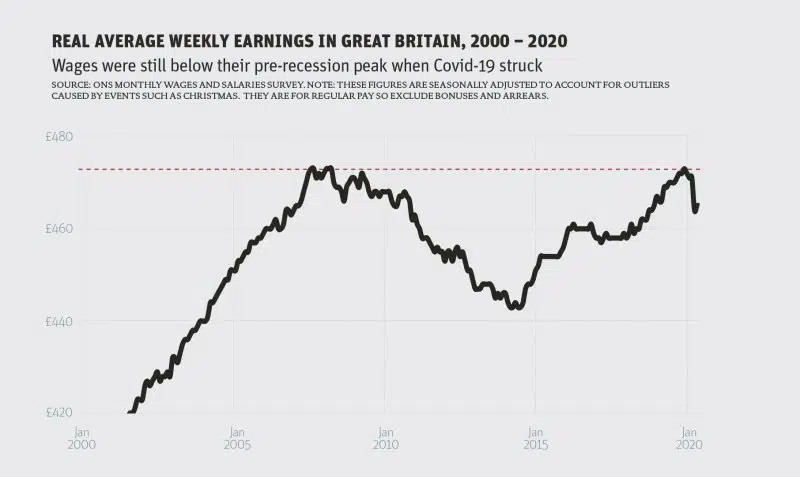 REAL AVERAGE WEEKLY EARNINGS IN GREAT BRITAIN, 2000 – 2020
Wages were still below their pre-recession peak when Covid-19 struck
SOURCE: ONS MONTHLY WAGES AND SALARIES SURVEY. NOTE: THESE FIGURES ARE SEASONALLY ADJUSTED TO ACCOUNT FOR OUTLIERS
CAUSED BY EVENTS SUCH AS CHRISTMAS. THEY ARE FOR REGULAR PAY SO EXCLUDE BONUSES AND ARREARS.
£480
£460
£440
£420
Jan Jan Jan Jan Jan
2000 2005 2010 2015 2020